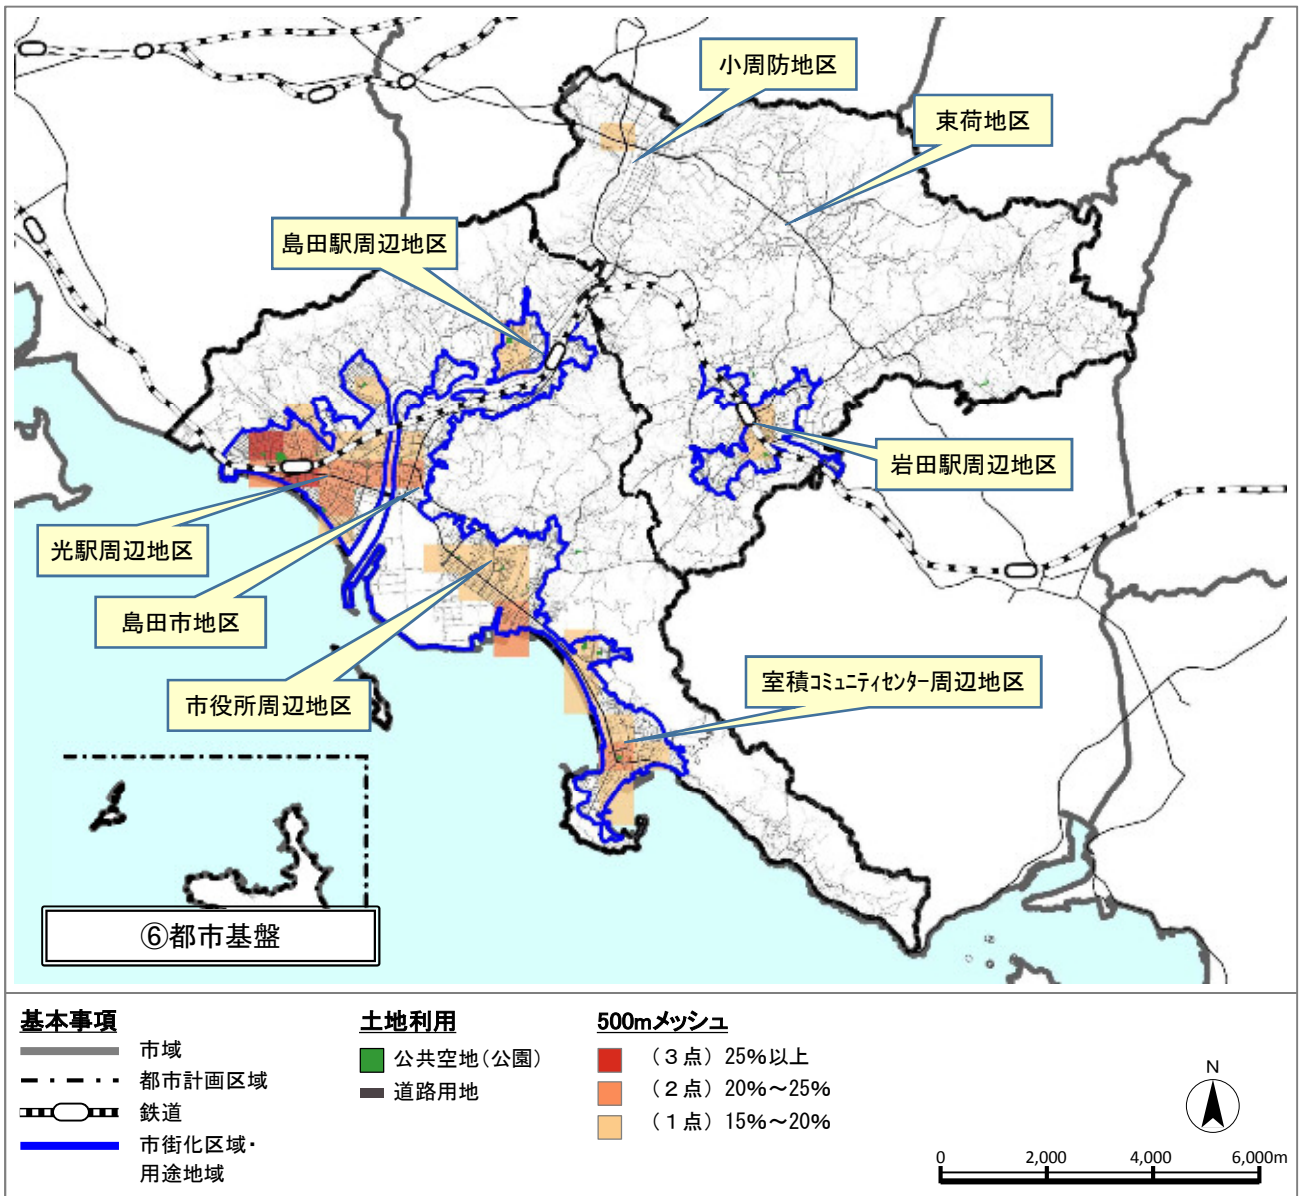 小周防地区
束荷地区
島田駅周辺地区
岩田駅周辺地区
光駅周辺地区
島田市地区
市役所周辺地区
室積ｺﾐｭﾆﾃｨｾﾝﾀｰ周辺地区
⑥都市基盤
基本事項
市域
都市計画区域
鉄道
市街化区域・
用途地域
土地利用
公共空地（公園）
道路用地
500mメッシュ
（３点）25%以上
（２点）20%～25%
（１点）15%～20%
N
0 2,000 4,000 6,000m